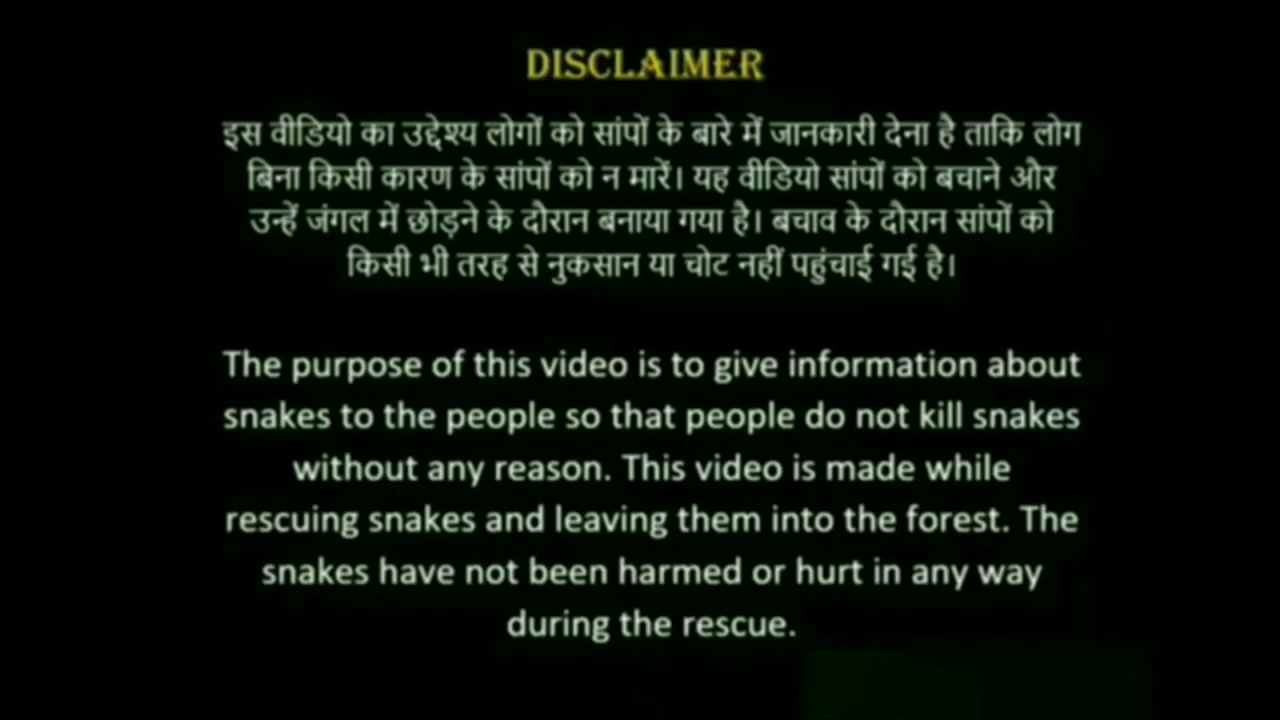 DISCLAIMER
इस वीडियो का उद्देश्य लोगों को सांपों के बारे में जानकारी देना है ताकि लोग
बिना किसी कारण के सांपों को न मारें। यह वीडियो सांपों को बचाने और
उन्हें जंगल में छोड़ने के दौरान बनाया गया है। बचाव के दौरान सांपों को
किसी भी तरह से नुकसान या चोट नहीं पहुंचाई गई है।
The purpose of this video is to give information about
snakes to the people so that people do not kill snakes
without any reason. This video is made while
rescuing snakes and leaving them into the forest. The
snakes have not been harmed or hurt in any way
during the rescue.